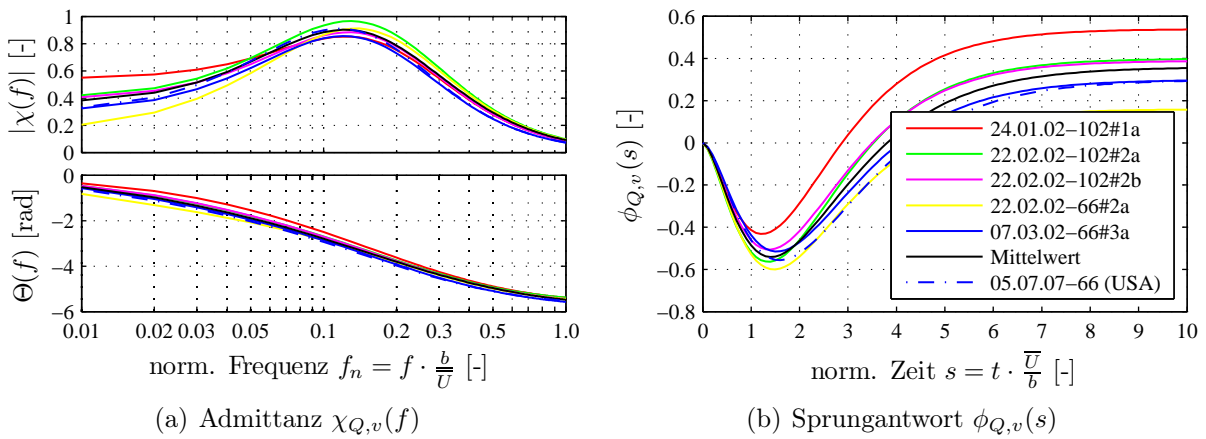 1
0.8
0.6
0.4
0.2
0
|χ(f)| [-]
0
−2
−4
−6
Θ(f) [rad]
0.01 0.02 0.03 0.05 0.1 0.2 0.3 0.5 1.0
norm. Frequenz f_n = f · b/U [-]
(a) Admittanz χ_{Q,v}(f)
0.6
0.4
0.2
0
−0.2
−0.4
−0.6
−0.8
ϕ_{Q,v}(s) [-]
24.01.02−102#1a
22.02.02−102#2a
22.02.02−102#2b
22.02.02−66#2a
07.03.02−66#3a
Mittelwert
05.07.07−66 (USA)
0 1 2 3 4 5 6 7 8 9 10
norm. Zeit s = t · U̅/b [-]
(b) Sprungantwort ϕ_{Q,v}(s)